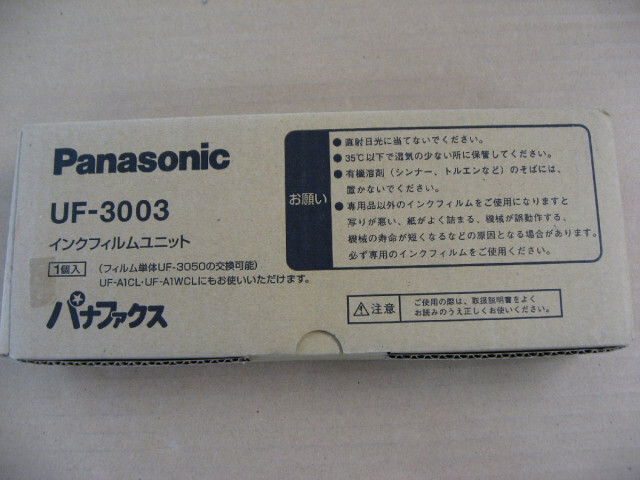 Panasonic
UF-3003
インクフィルムユニット
1個入
(フィルム単体UF-3050の交換可能)
UF-A1CL・UF-A1WCLにもお使いいただけます。
パナファクス
お願い
●直射日光に当てないでください。
●35℃以下で湿気の少ない所に保管してください。
●有機溶剤(シンナー、トルエンなど)のそばには、
置かないでください。
●専用品以外のインクフィルムをご使用になりますと
写りが悪い、紙がよく詰まる、機械が誤動作する、
機械の寿命が短くなるなどの原因となる場合があります。
必ず専用のインクフィルムをご使用ください。
⚠注意
ご使用の際は、取扱説明書をよく
お読みのうえ正しくお使いください。